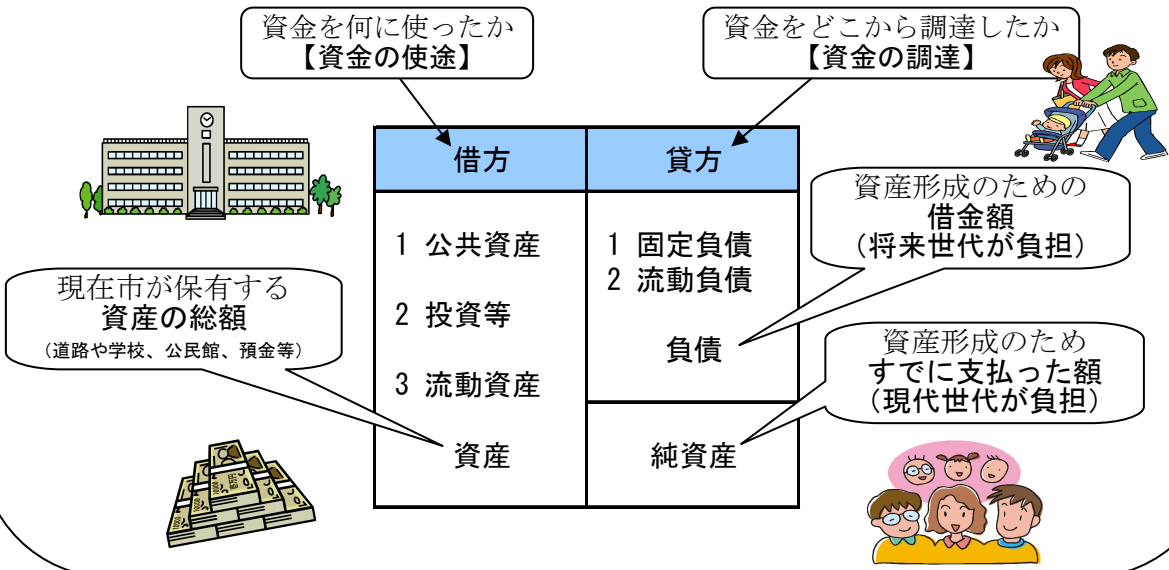 資金を何に使ったか
【資金の使途】
資金をどこから調達したか
【資金の調達】
借方
貸方
1 公共資産
2 投資等
3 流動資産
資産
1 固定負債
2 流動負債
負債
純資産
現在市が保有する
資産の総額
（道路や学校、公民館、預金等）
資産形成のための
借金額
（将来世代が負担）
資産形成のため
すでに支払った額
（現代世代が負担）